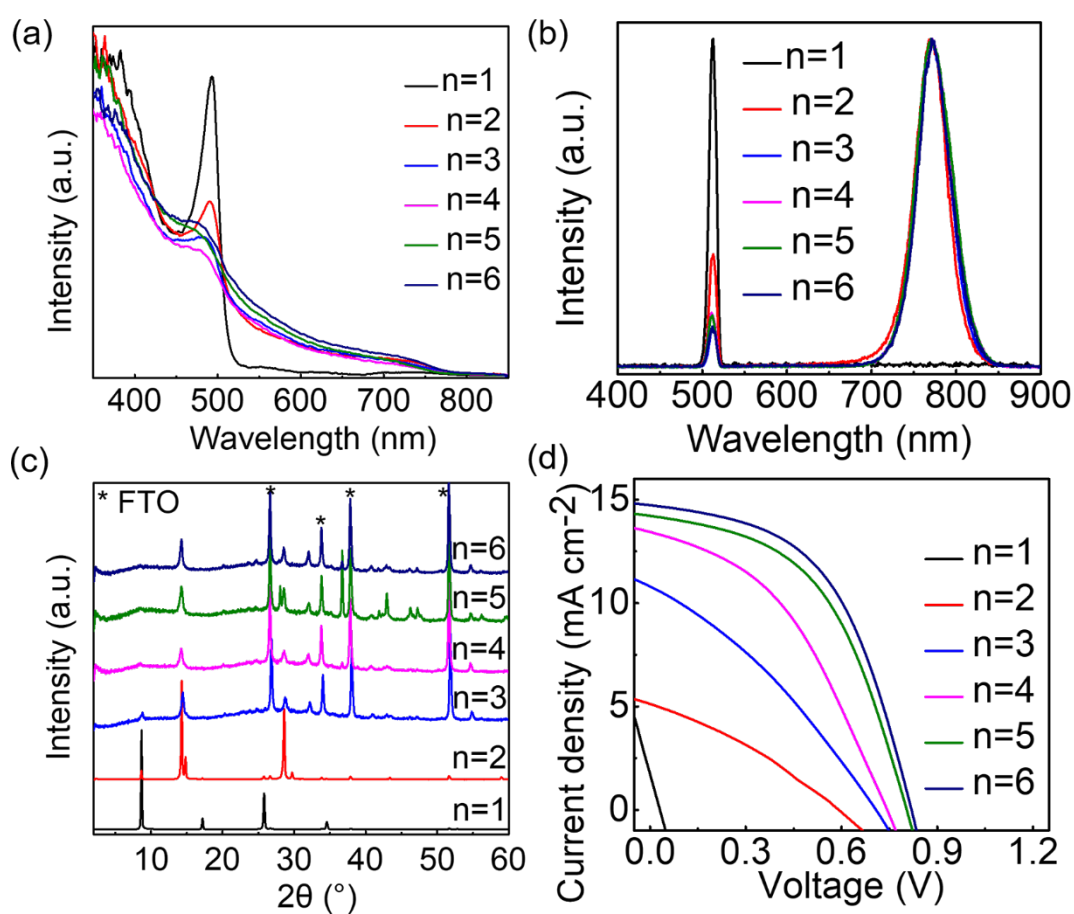 (a)
n=1
n=2
n=3
n=4
n=5
n=6
Intensity (a.u.)
400 500 600 700 800
Wavelength (nm)
(b)
n=1
n=2
n=3
n=4
n=5
n=6
Intensity (a.u.)
400 500 600 700 800 900
Wavelength (nm)
(c)
* FTO
* * * *
n=6
n=5
n=4
n=3
n=2
n=1
Intensity (a.u.)
10 20 30 40 50 60
2θ (°)
(d)
15
10
5
0
n=1
n=2
n=3
n=4
n=5
n=6
Current density (mA cm-2)
0.0 0.3 0.6 0.9 1.2
Voltage (V)